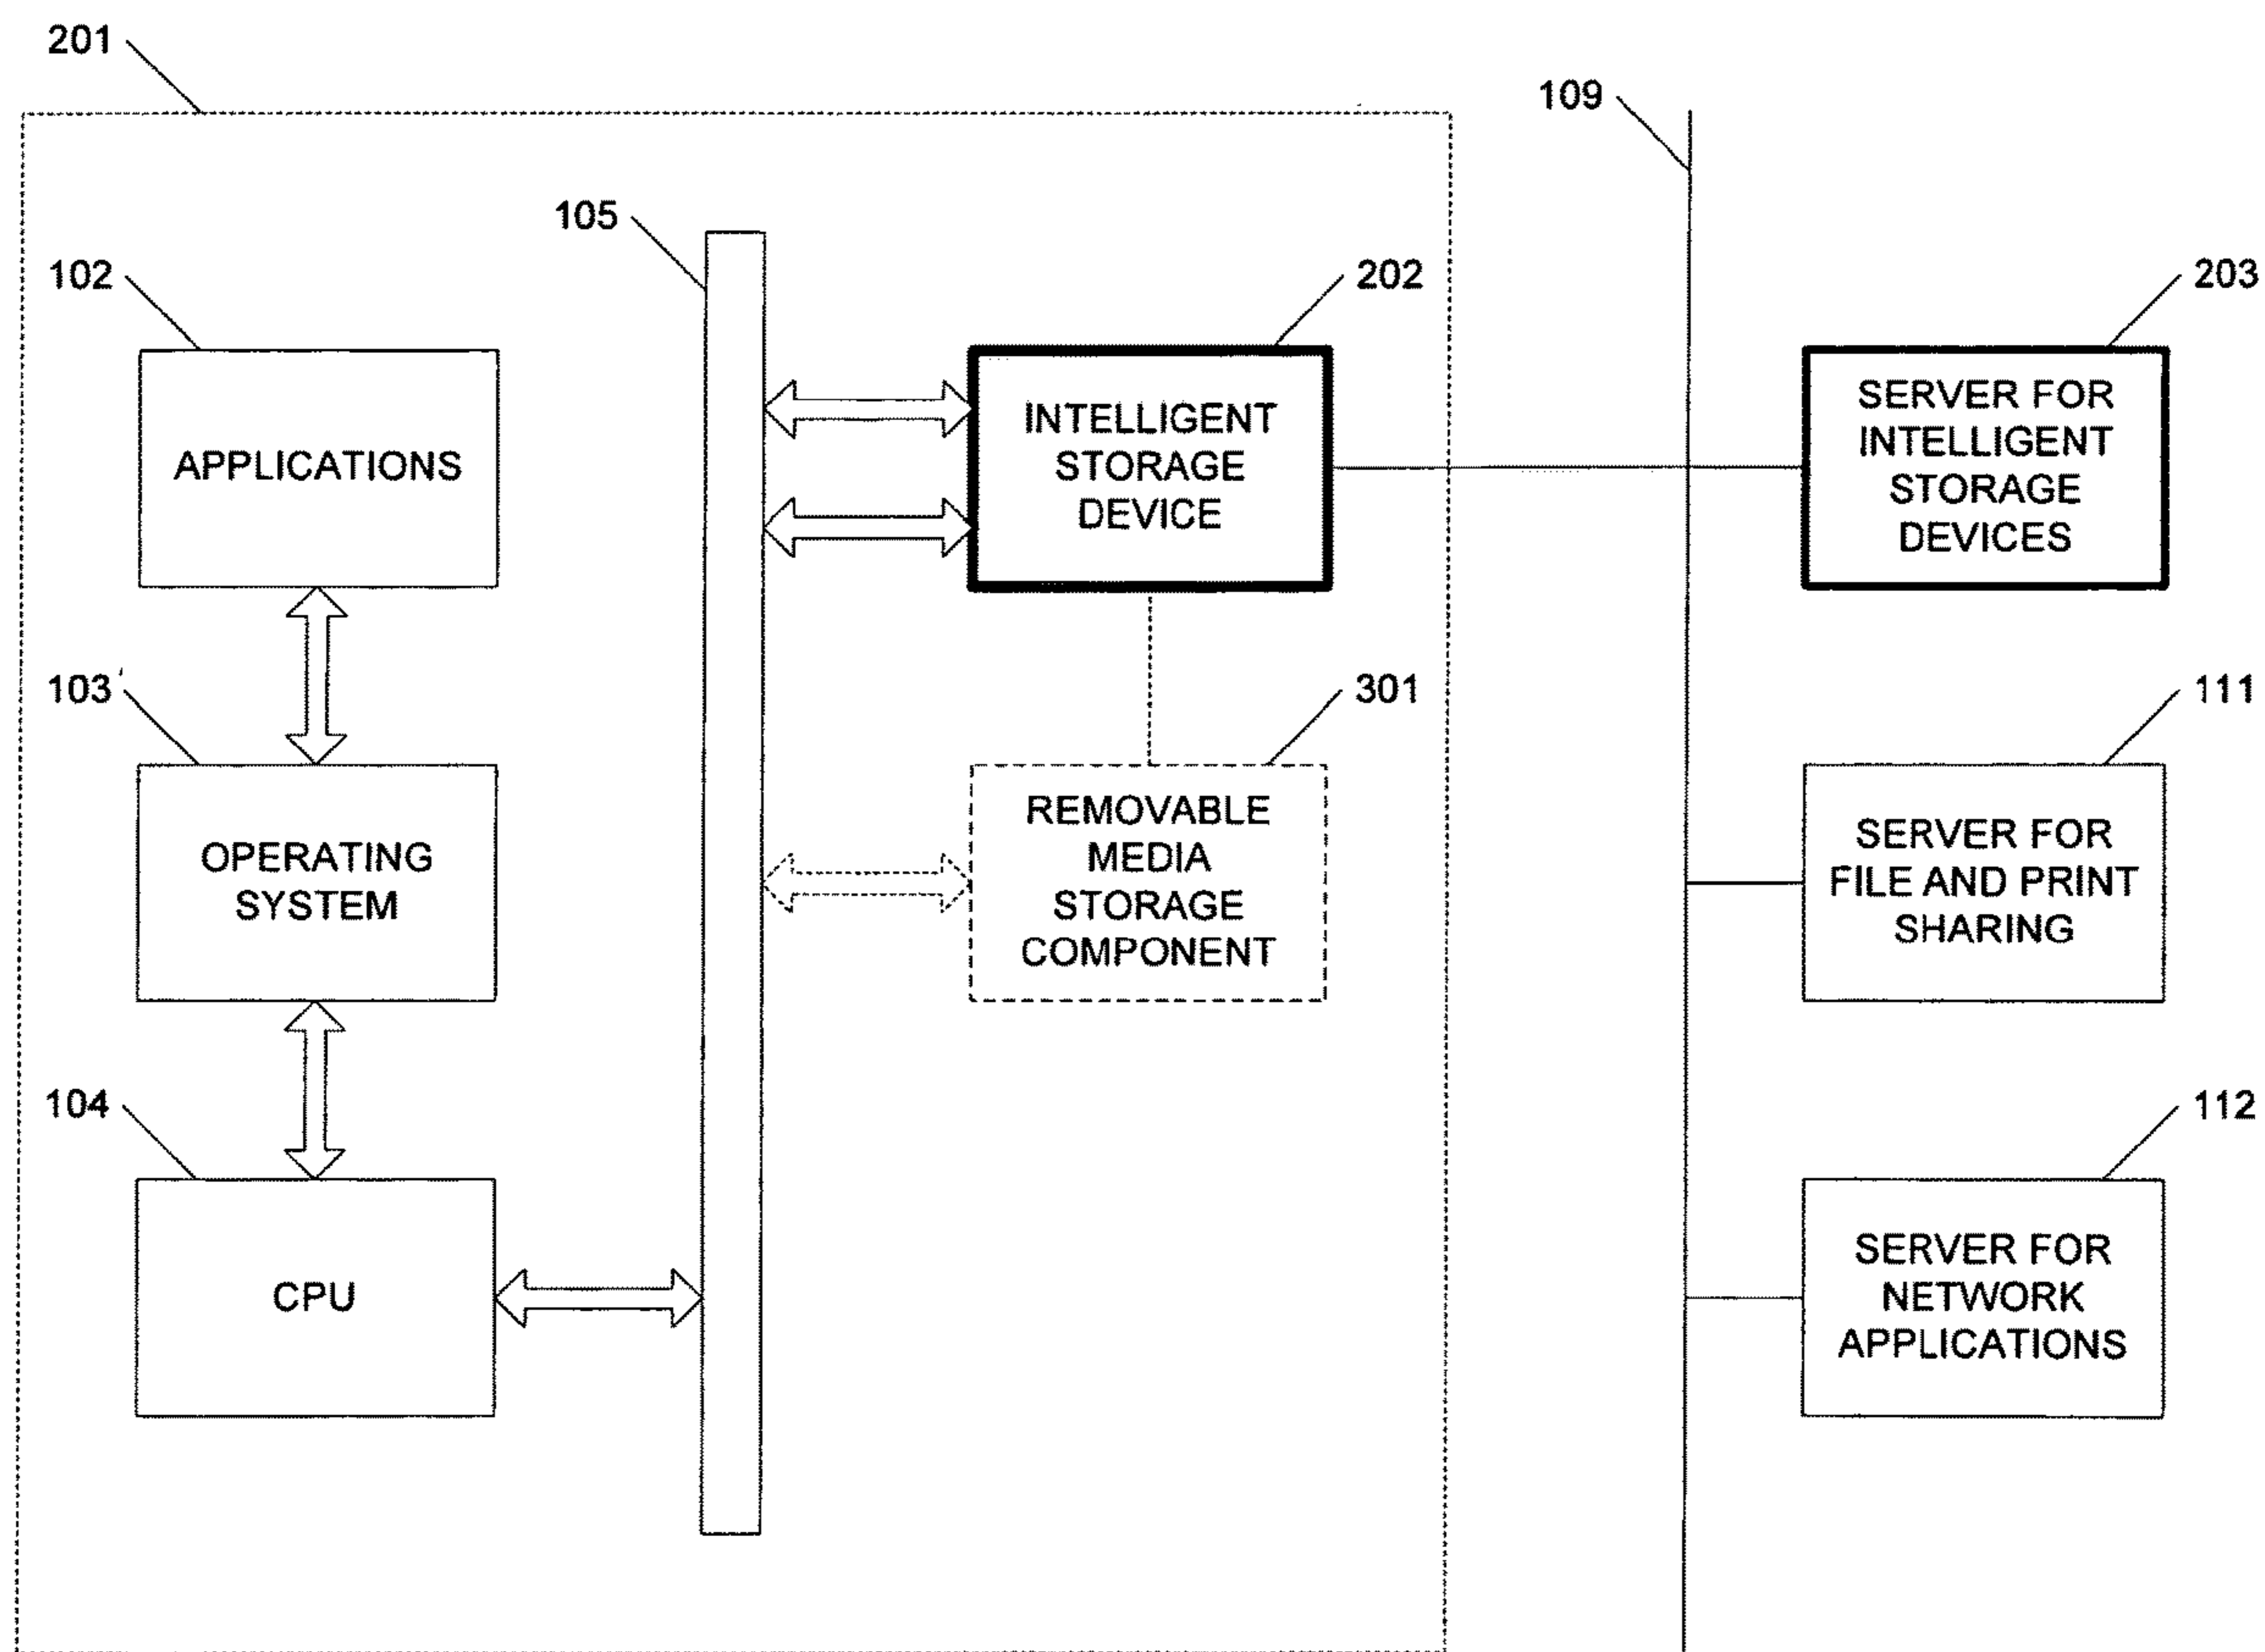 201
109
105
102
202
203
APPLICATIONS
INTELLIGENT
STORAGE
DEVICE
SERVER FOR
INTELLIGENT
STORAGE
DEVICES
103
301
111
OPERATING
SYSTEM
REMOVABLE
MEDIA
STORAGE
COMPONENT
SERVER FOR
FILE AND PRINT
SHARING
104
112
CPU
SERVER FOR
NETWORK
APPLICATIONS